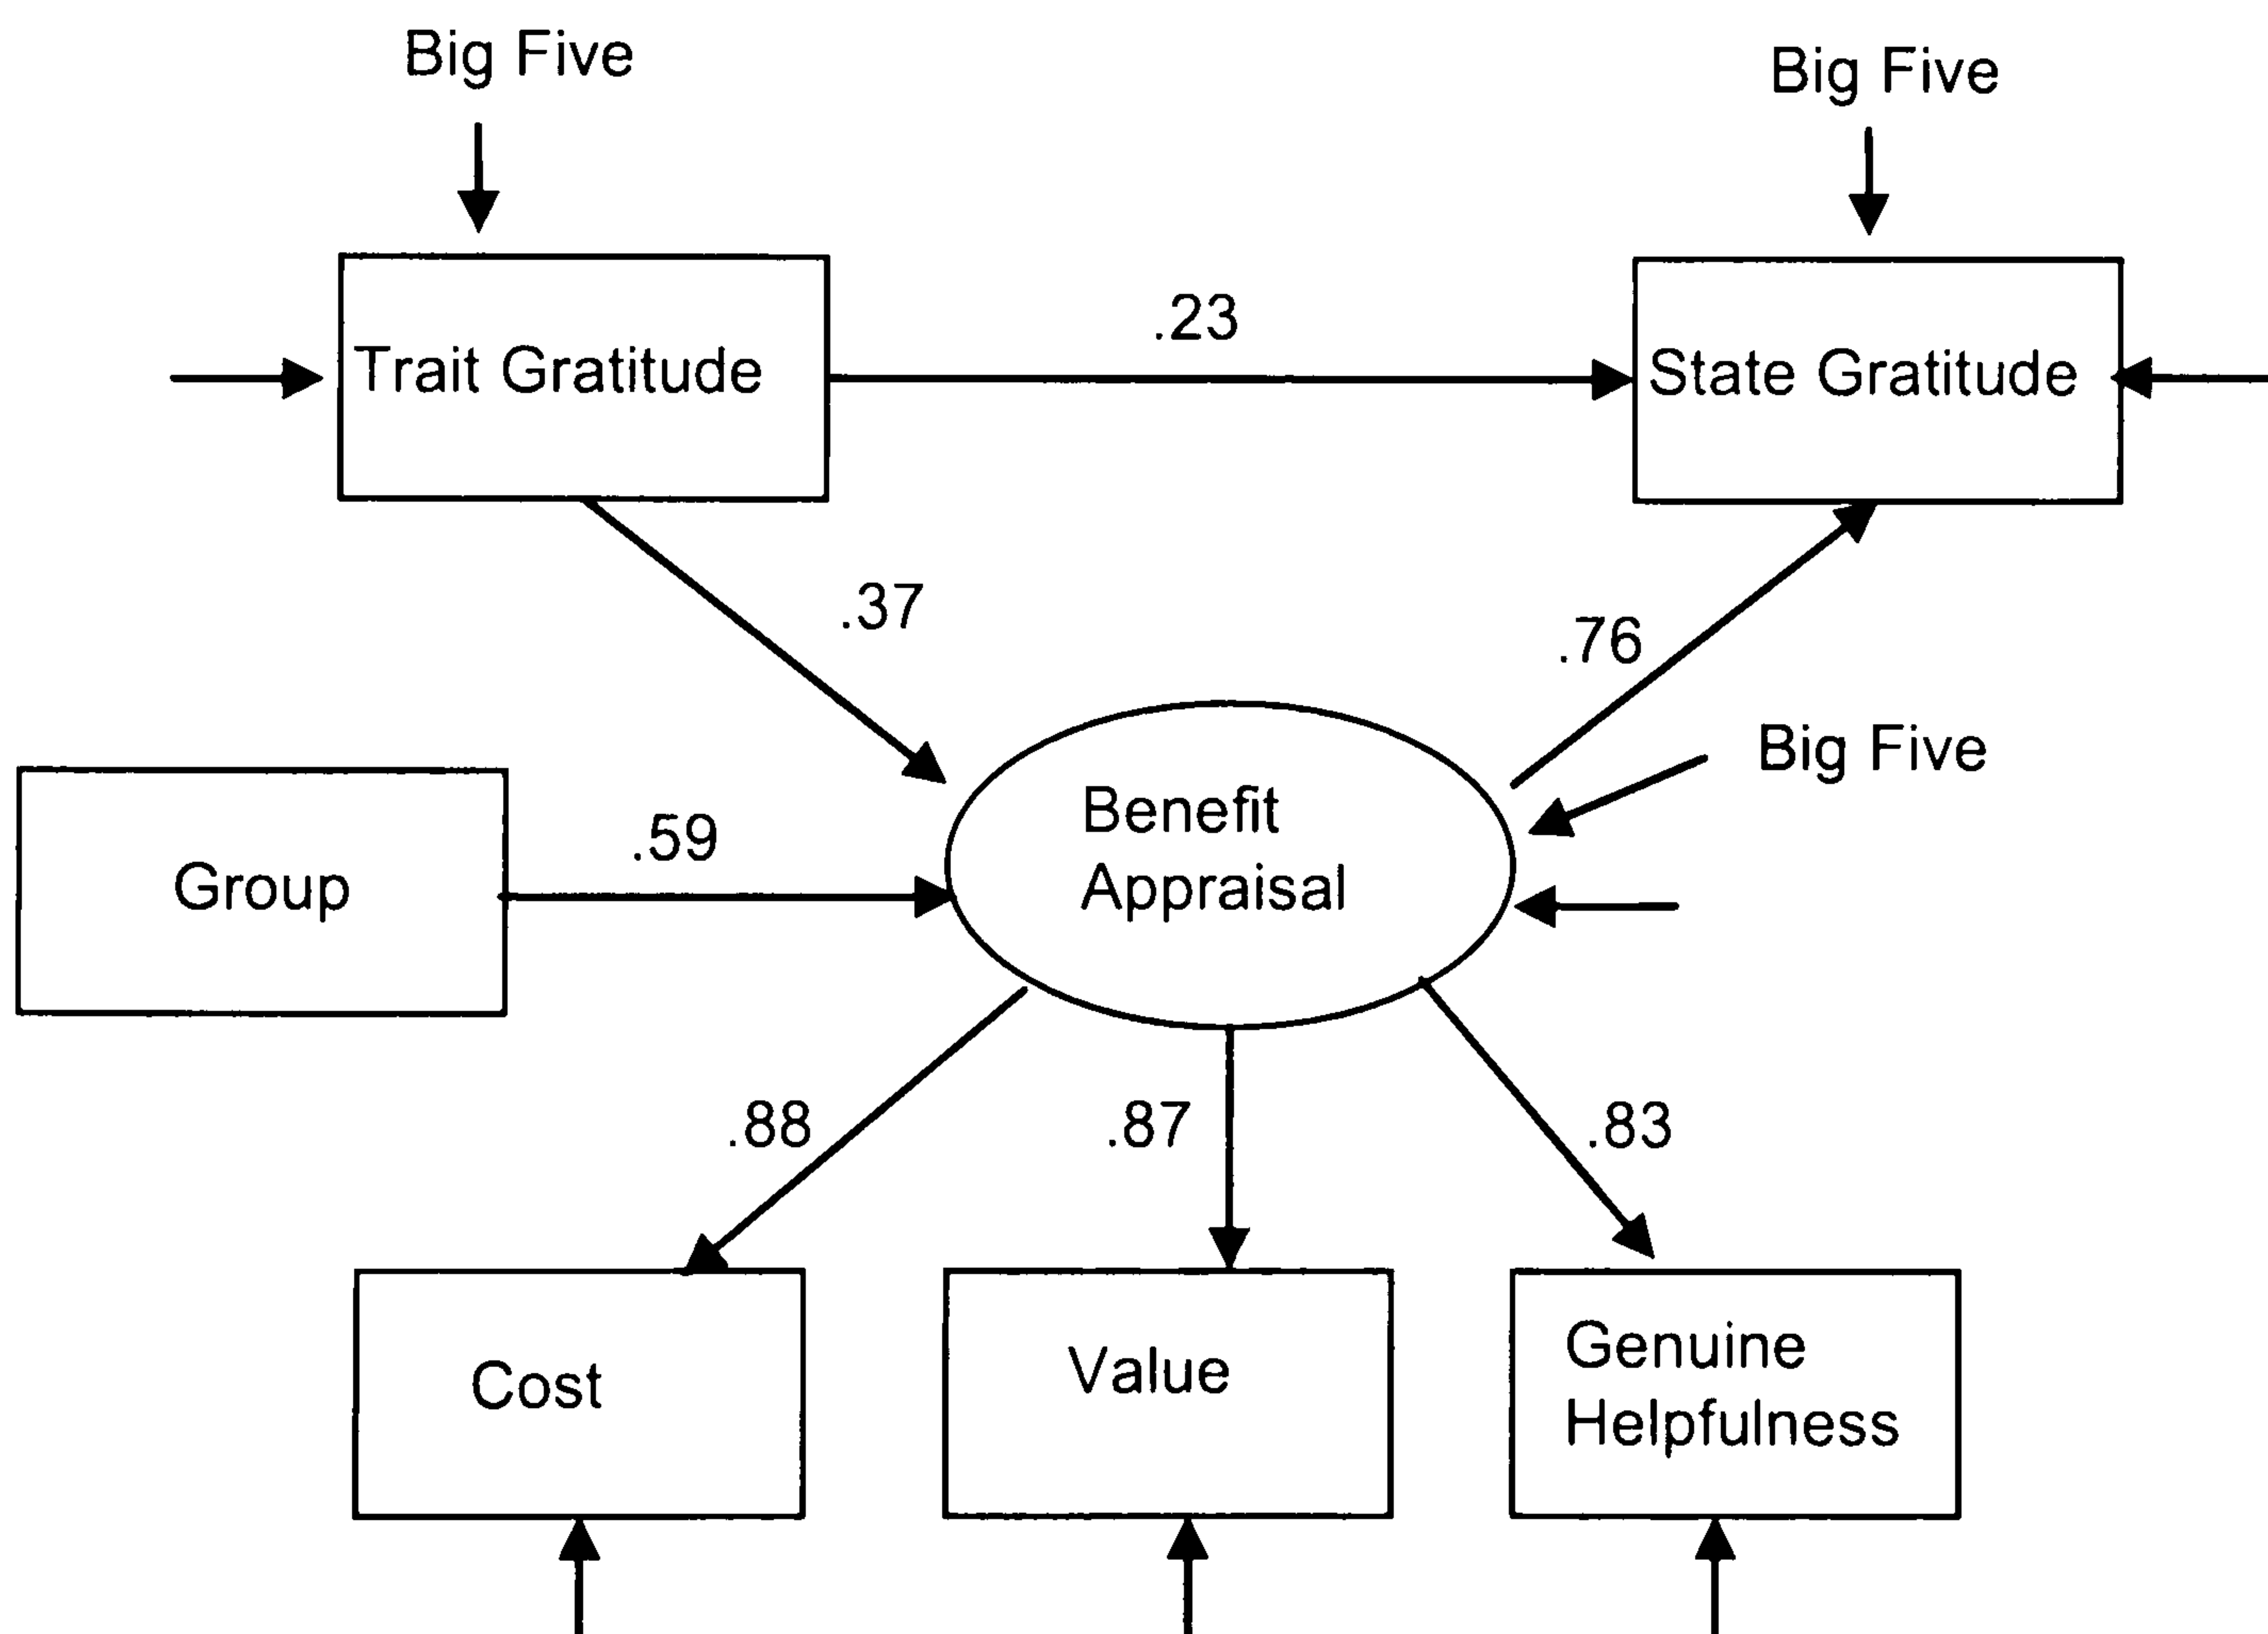 Big Five
Big Five
.23
Trait Gratitude
State Gratitude
.37
.76
Big Five
Benefit
Appraisal
.59
Group
.88
.87
.83
Cost
Value
Genuine
Helpfulness